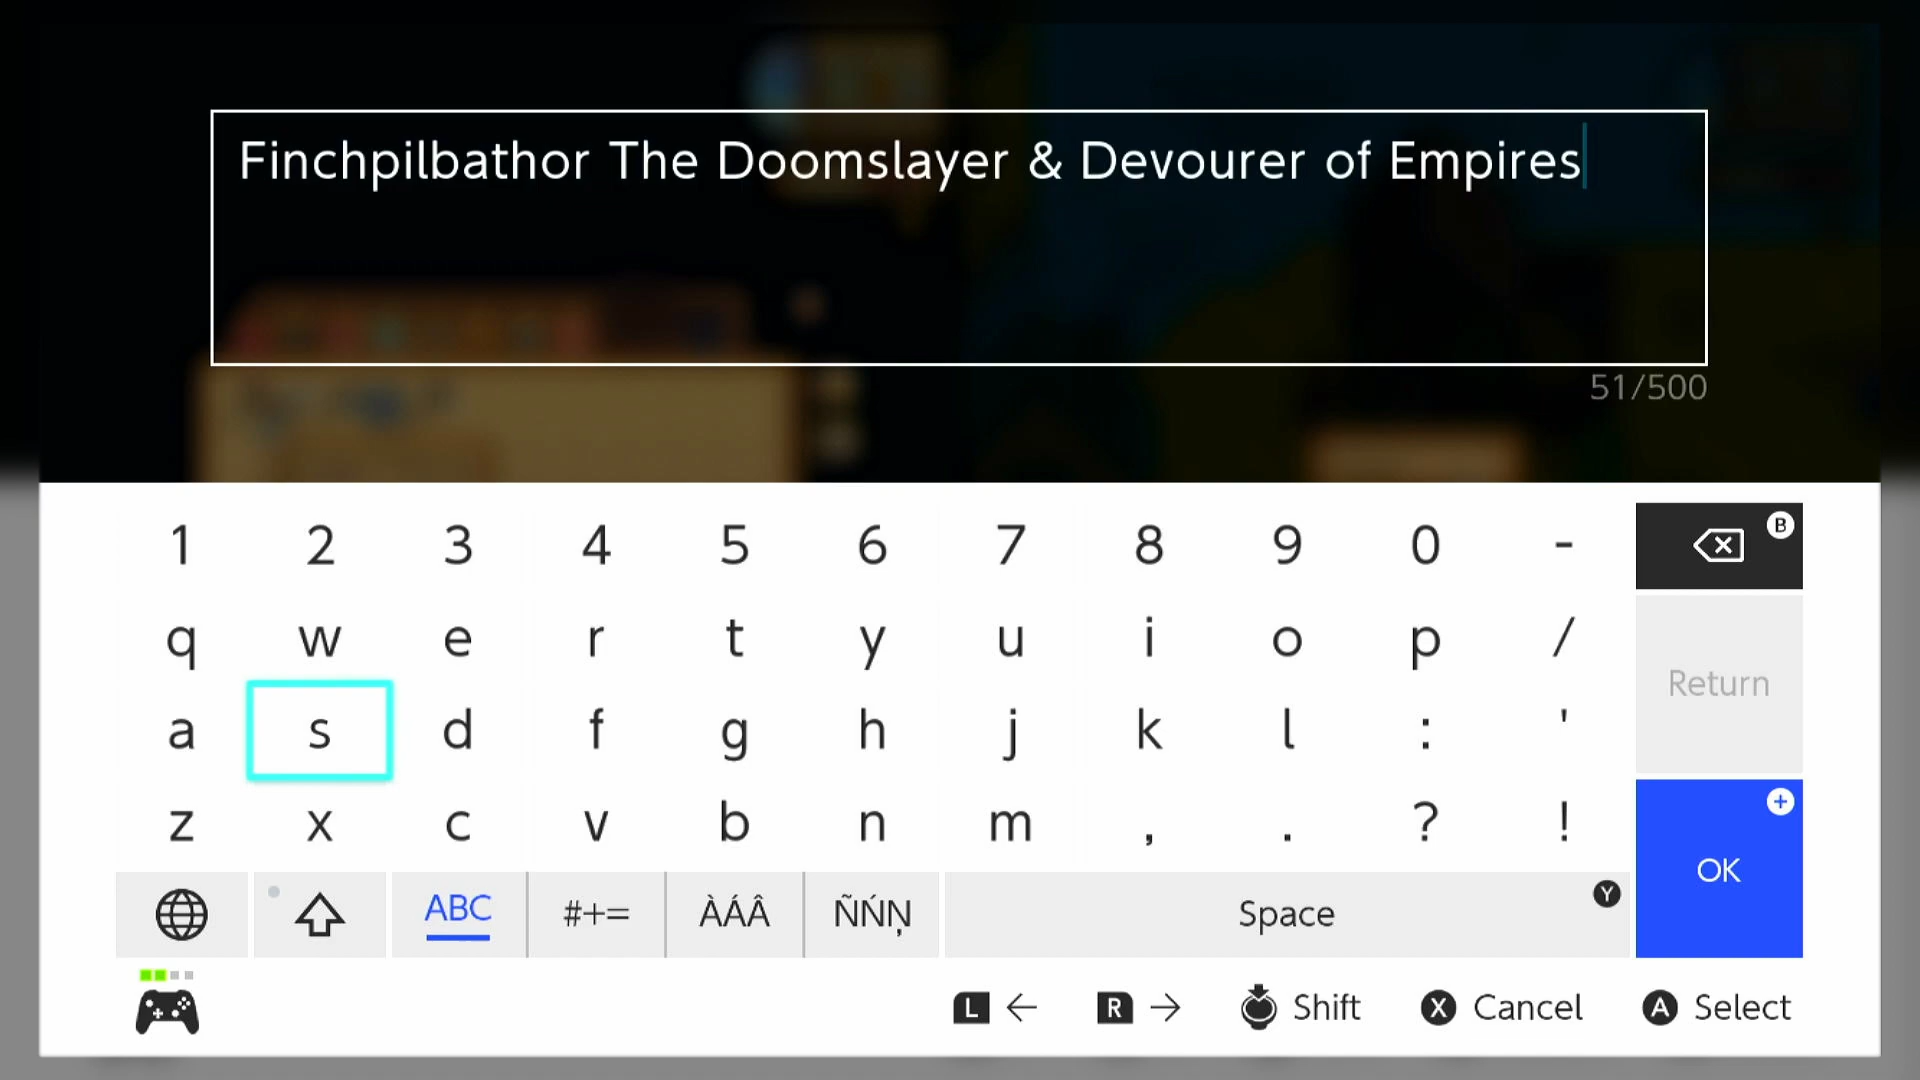 Finchpilbathor The Doomslayer & Devourer of Empires
51/500
1 2 3 4 5 6 7 8 9 0 - B
q w e r t y u i o p / Return
a s d f g h j k l : '
z x c v b n m , . ? ! + OK
ABC #+= ÀÁÂ ÑŃŅ Space Y
L ← R → Shift X Cancel A Select